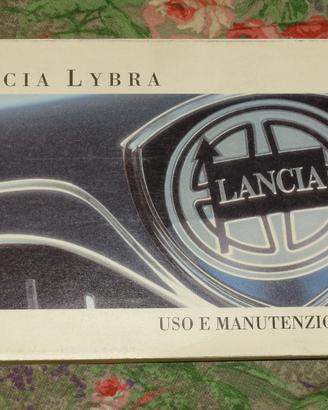 CIA LYBRA
LANCIA
USO E MANUTENZIO